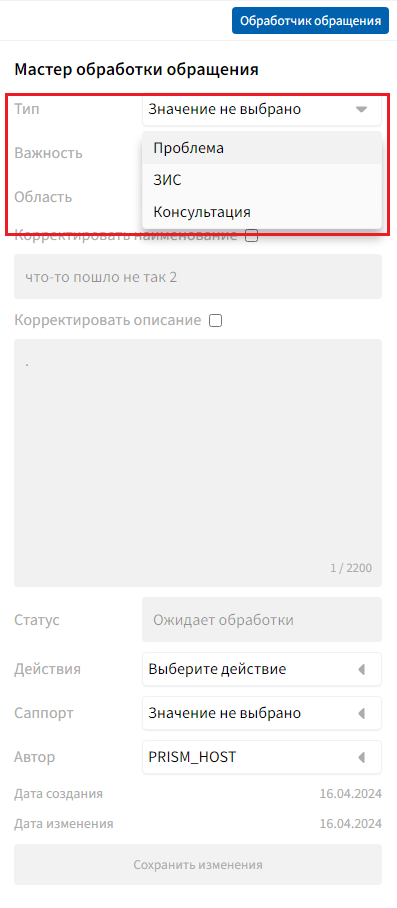 Обработчик обращения
Мастер обработки обращения
Тип Значение не выбрано
Важность Проблема
ЗИС
Область
Консультация
Корректировать наименование
что-то пошло не так 2
Корректировать описание
.
1 / 2200
Статус Ожидает обработки
Действия Выберите действие
Саппорт Значение не выбрано
Автор PRISM_HOST
Дата создания 16.04.2024
Дата изменения 16.04.2024
Сохранить изменения